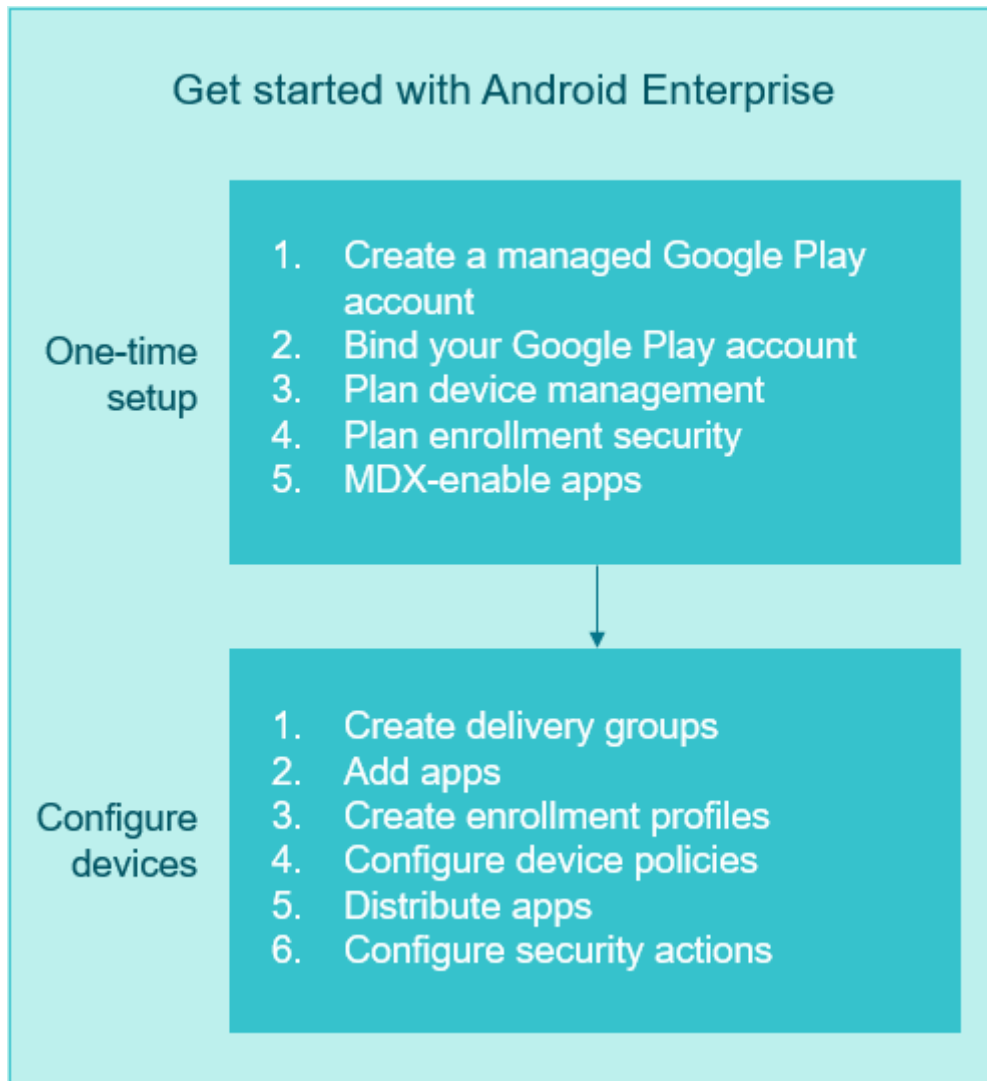 Get started with Android Enterprise
One-time
setup
1. Create a managed Google Play
account
2. Bind your Google Play account
3. Plan device management
4. Plan enrollment security
5. MDX-enable apps
Configure
devices
1. Create delivery groups
2. Add apps
3. Create enrollment profiles
4. Configure device policies
5. Distribute apps
6. Configure security actions